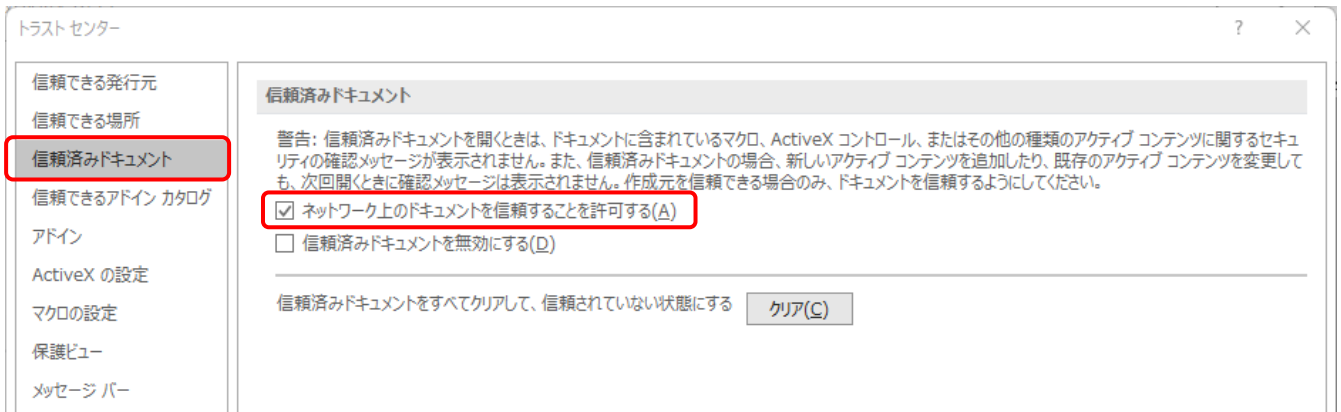 トラスト センター
? ×
信頼できる発行元
信頼できる場所
信頼済みドキュメント
信頼できるアドイン カタログ
アドイン
ActiveX の設定
マクロの設定
保護ビュー
メッセージ バー
信頼済みドキュメント
警告: 信頼済みドキュメントを開くときは、ドキュメントに含まれているマクロ、ActiveX コントロール、またはその他の種類のアクティブ コンテンツに関するセキュ
リティの確認メッセージが表示されません。また、信頼済みドキュメントの場合、新しいアクティブ コンテンツを追加したり、既存のアクティブ コンテンツを変更して
も、次回開くときに確認メッセージは表示されません。作成元を信頼できる場合のみ、ドキュメントを信頼するようにしてください。
ネットワーク上のドキュメントを信頼することを許可する(A)
信頼済みドキュメントを無効にする(D)
信頼済みドキュメントをすべてクリアして、信頼されていない状態にする
クリア(C)